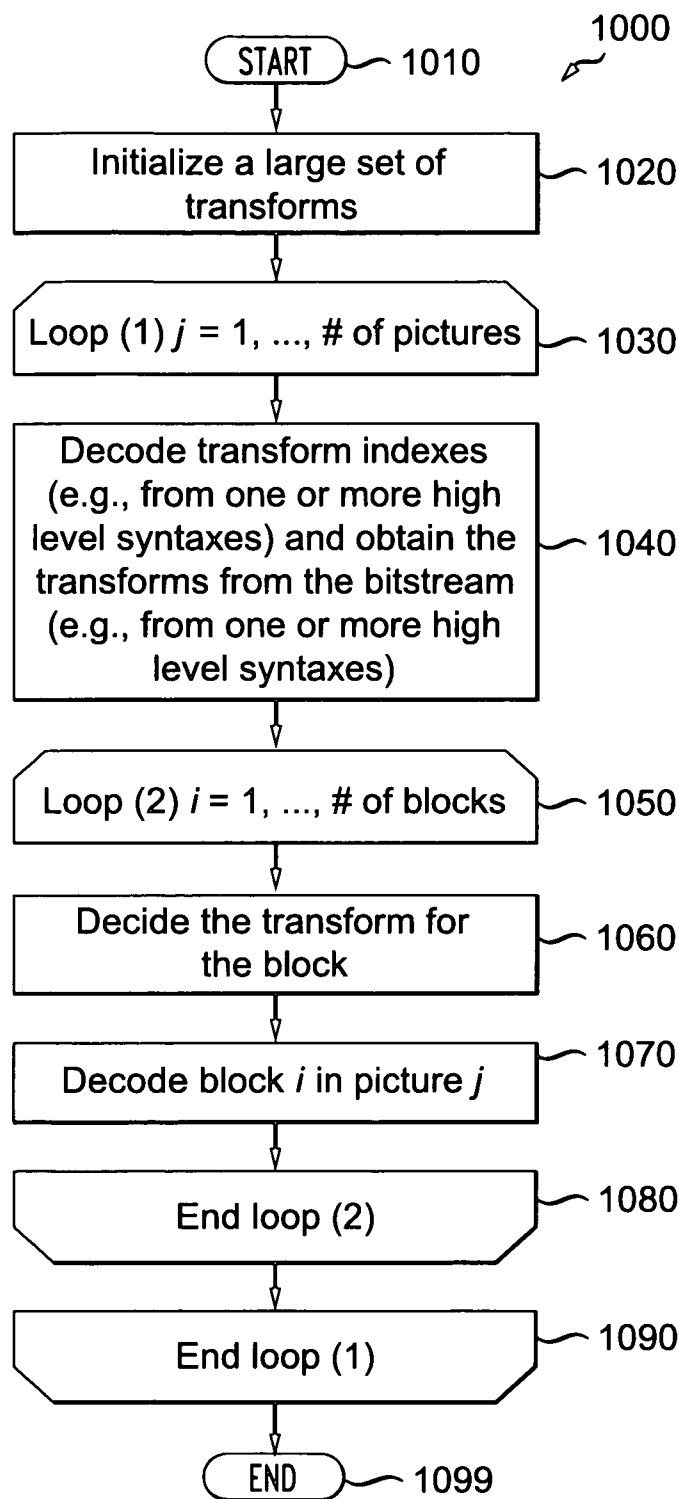 1000
START 1010
Initialize a large set of
transforms
1020
Loop (1) j = 1, ..., # of pictures
1030
Decode transform indexes
(e.g., from one or more high
level syntaxes) and obtain the
transforms from the bitstream
(e.g., from one or more high
level syntaxes)
1040
Loop (2) i = 1, ..., # of blocks
1050
Decide the transform for
the block
1060
Decode block i in picture j
1070
End loop (2)
1080
End loop (1)
1090
END 1099